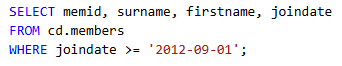 SELECT memid, surname, firstname, joindate
FROM cd.members
WHERE joindate >= '2012-09-01';